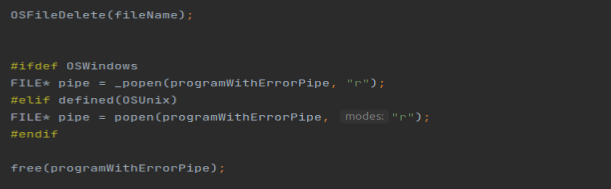 OSFileDelete(fileName);
#ifdef OSWindows
FILE* pipe = _popen(programWithErrorPipe, "r");
#elif defined(OSUnix)
FILE* pipe = popen(programWithErrorPipe, modes: "r");
#endif
free(programWithErrorPipe);